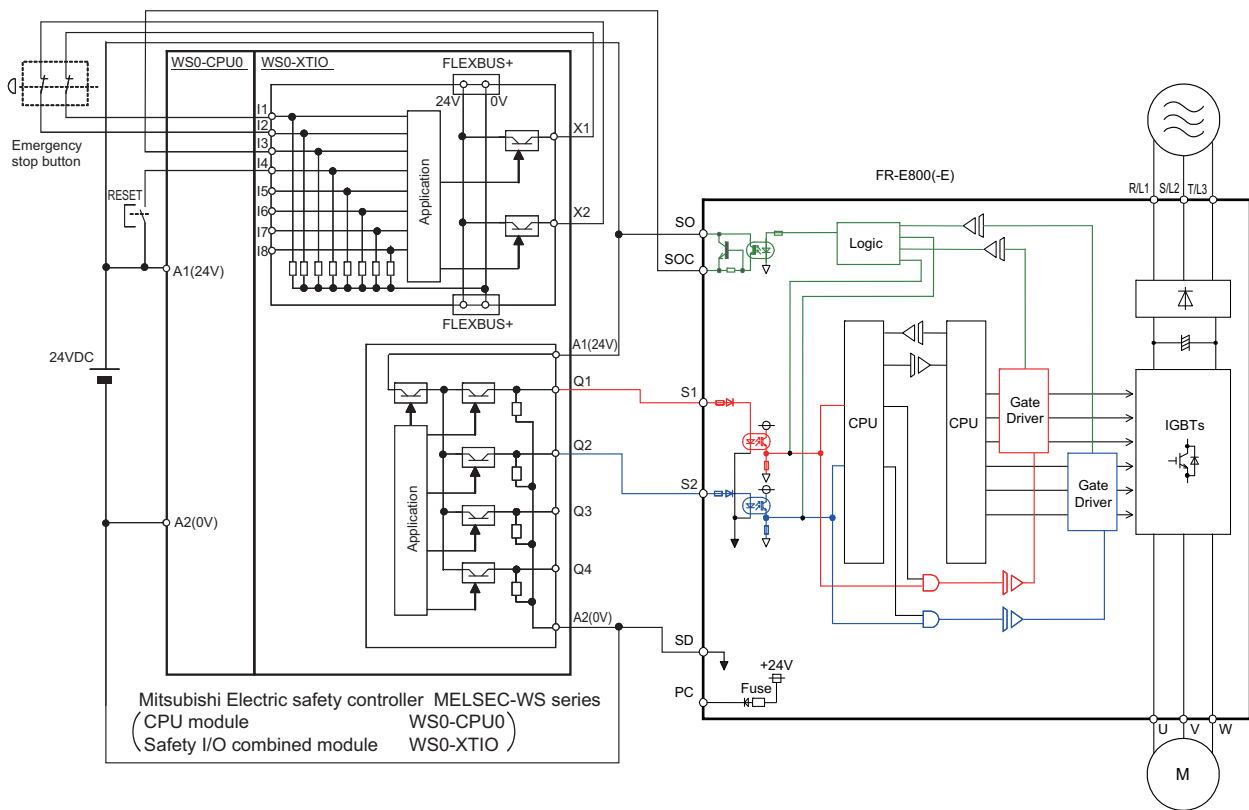 WS0-CPU0
WS0-XTIO
FLEXBUS+
24V
0V
I1
I2
I3
I4
I5
I6
I7
I8
Application
X1
X2
Emergency
stop button
RESET
A1(24V)
FLEXBUS+
24VDC
A1(24V)
Q1
Q2
Q3
Q4
Application
A2(0V)
A2(0V)
Mitsubishi Electric safety controller MELSEC-WS series
CPU module WS0-CPU0
Safety I/O combined module WS0-XTIO
FR-E800(-E)
R/L1
S/L2
T/L3
SO
SOC
Logic
S1
S2
CPU
CPU
Gate
Driver
Gate
Driver
IGBTs
SD
PC
Fuse
+24V
U
V
W
M